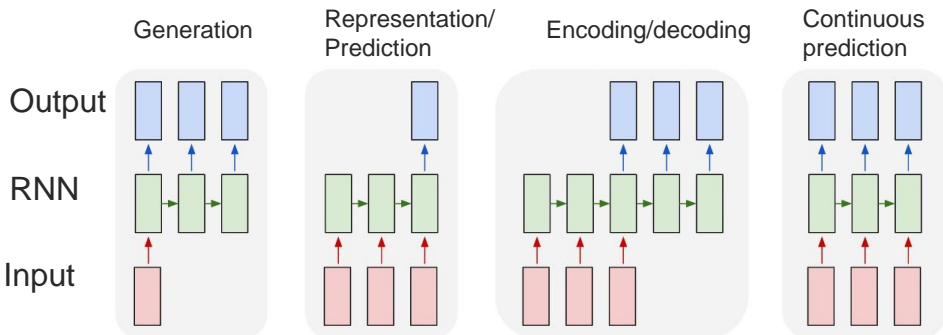 Generation
Representation/
Prediction
Encoding/decoding
Continuous
prediction
Output
RNN
Input